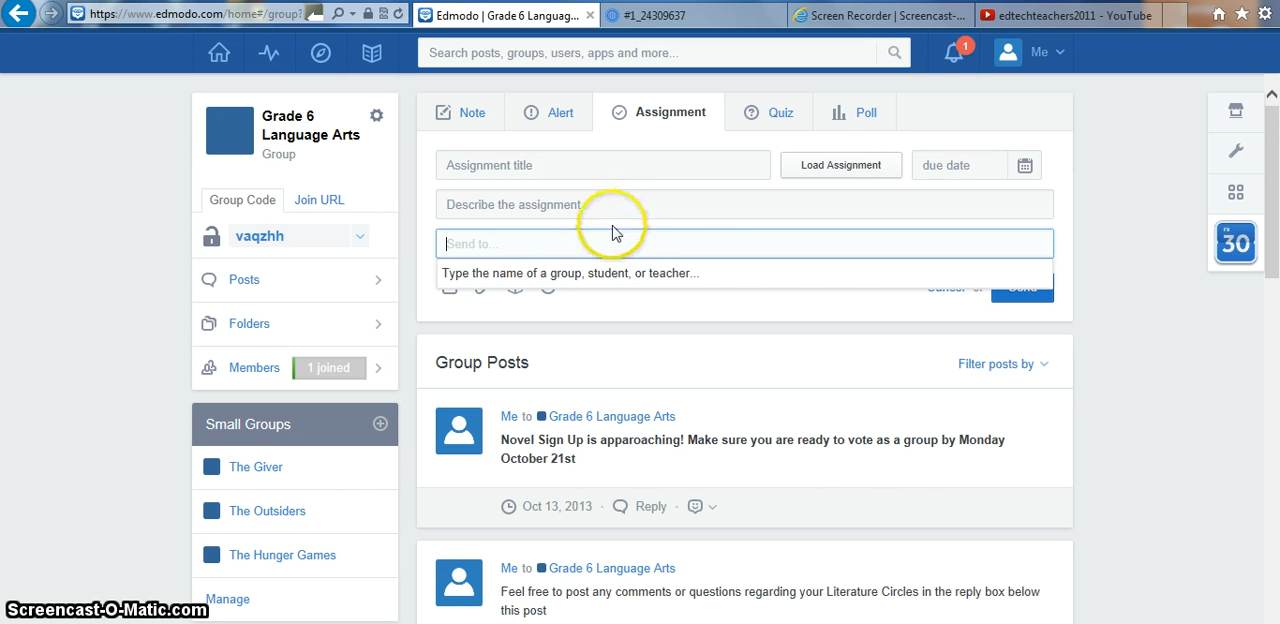 https://www.edmodo.com/home#/group?
Edmodo | Grade 6 Languag...
#1_24309637
Screen Recorder | Screencast-...
edtechteachers2011 - YouTube
Search posts, groups, users, apps and more...
1
Me
Grade 6
Language Arts
Group
Group Code
Join URL
vaqzhh
Posts
Folders
Members
1 joined
Small Groups
The Giver
The Outsiders
The Hunger Games
Manage
Note
Alert
Assignment
Quiz
Poll
Assignment title
Load Assignment
due date
Describe the assignment
Send to...
Type the name of a group, student, or teacher...
Group Posts
Filter posts by
Me to Grade 6 Language Arts
Novel Sign Up is apparoaching! Make sure you are ready to vote as a group by Monday
October 21st
Oct 13, 2013 · Reply ·
Me to Grade 6 Language Arts
Feel free to post any comments or questions regarding your Literature Circles in the reply box below
this post
30
Screencast-O-Matic.com